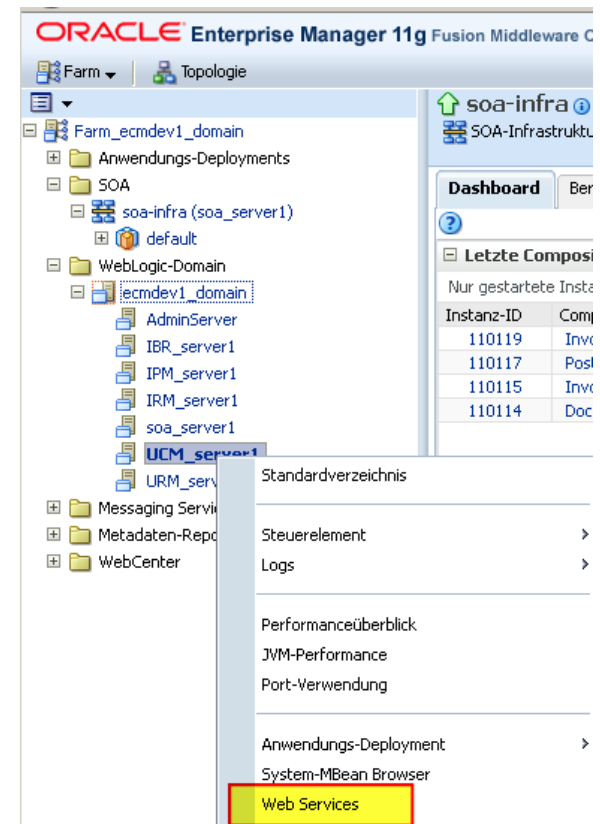 ORACLE Enterprise Manager 11g Fusion Middleware C
Farm Topologie
Farm_ecmdev1_domain
Anwendungs-Deployments
SOA
soa-infra (soa_server1)
default
WebLogic-Domain
ecmdev1_domain
AdminServer
IBR_server1
IPM_server1
IRM_server1
soa_server1
UCM_server1
URM_serv
Messaging Servi
Metadaten-Repo
WebCenter
soa-infra
SOA-Infrastruktu
Dashboard Ber
Letzte Composi
Nur gestartete Insta
Instanz-ID Comp
110119 Invo
110117 Post
110115 Invo
110114 Doc
Standardverzeichnis
Steuerelement
Logs
Performanceüberblick
JVM-Performance
Port-Verwendung
Anwendungs-Deployment
System-MBean Browser
Web Services